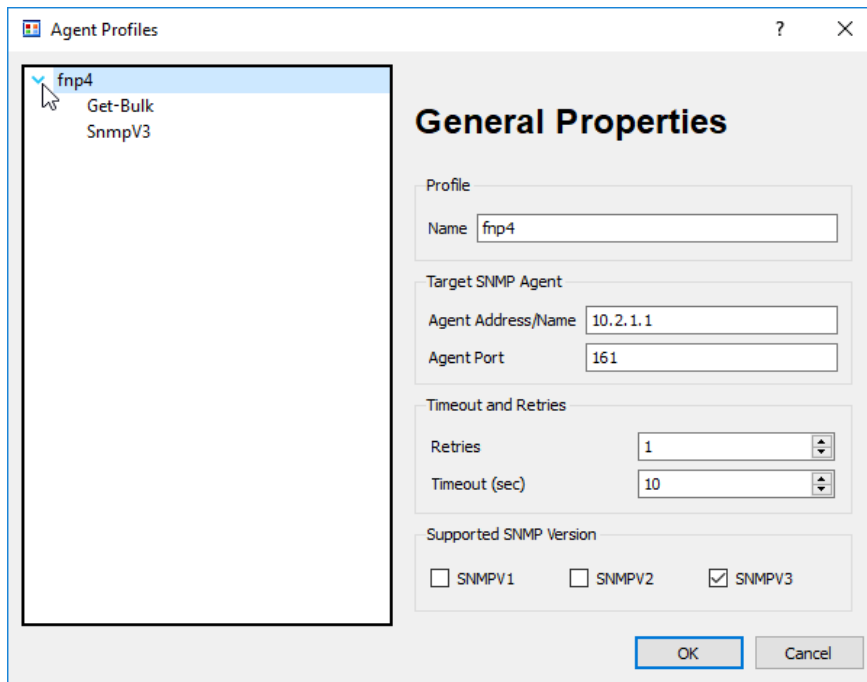 Agent Profiles
?
fnp4
Get-Bulk
SnmpV3
General Properties
Profile
Name fnp4
Target SNMP Agent
Agent Address/Name 10.2.1.1
Agent Port 161
Timeout and Retries
Retries 1
Timeout (sec) 10
Supported SNMP Version
SNMPV1 SNMPV2 SNMPV3
OK Cancel